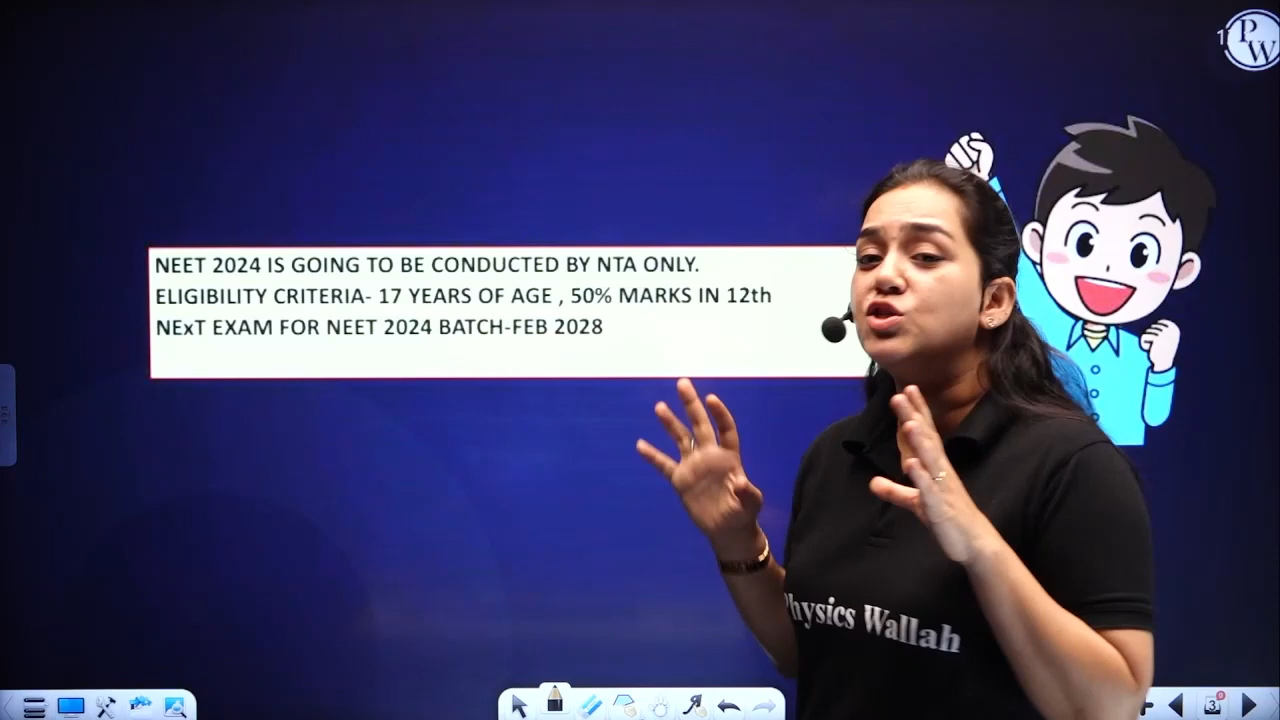 PW
NEET 2024 IS GOING TO BE CONDUCTED BY NTA ONLY.
ELIGIBILITY CRITERIA- 17 YEARS OF AGE , 50% MARKS IN 12th
NExT EXAM FOR NEET 2024 BATCH-FEB 2028
Physics Wallah
3